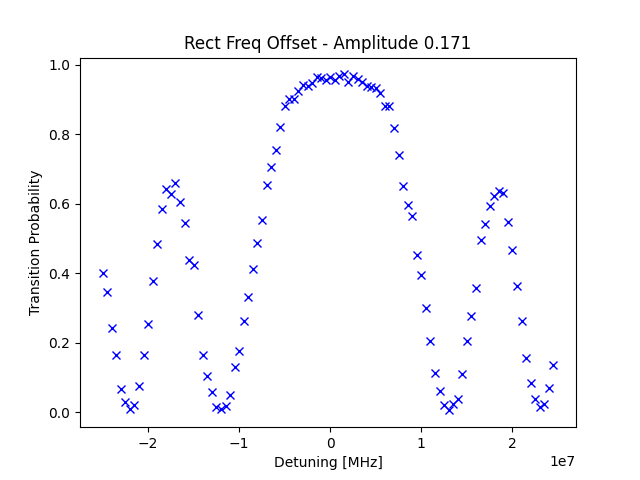 Rect Freq Offset - Amplitude 0.171
1.0
0.8
0.6
0.4
0.2
0.0
Transition Probability
−2
−1
0
1
2
1e7
Detuning [MHz]